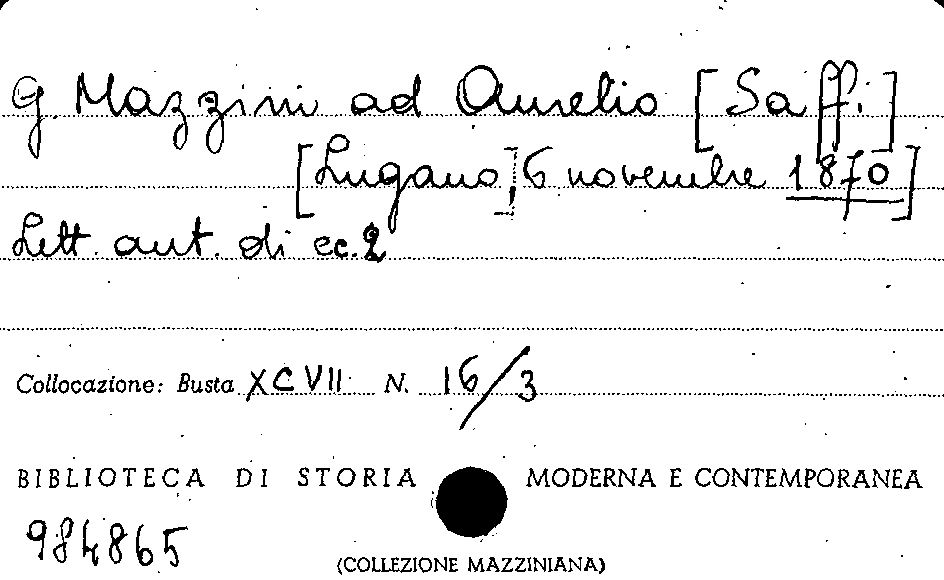 G. Mazzini ad Aurelio [Saffi]
[Lugano] 6 novembre 1870]
Lett. aut. di cc. 2
Collocazione: Busta XCVII N. 16/3
BIBLIOTECA DI STORIA MODERNA E CONTEMPORANEA
984865
(COLLEZIONE MAZZINIANA)